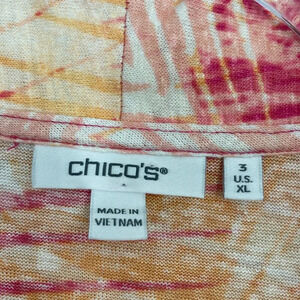 chico's®
3
U.S.
XL
MADE IN
VIETNAM